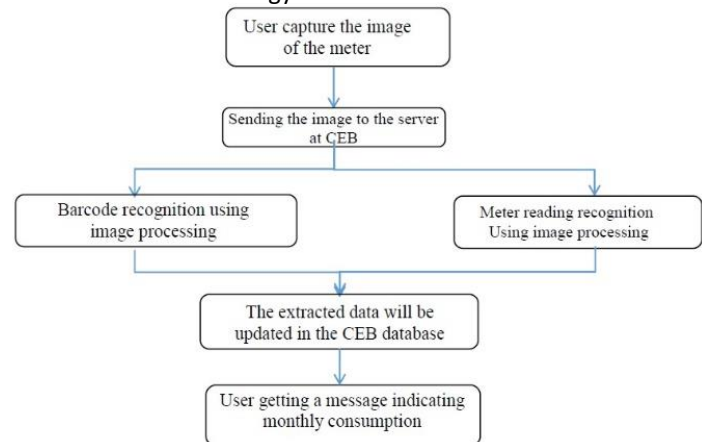 User capture the image
of the meter
Sending the image to the server
at CEB
Barcode recognition using
image processing
Meter reading recognition
Using image processing
The extracted data will be
updated in the CEB database
User getting a message indicating
monthly consumption